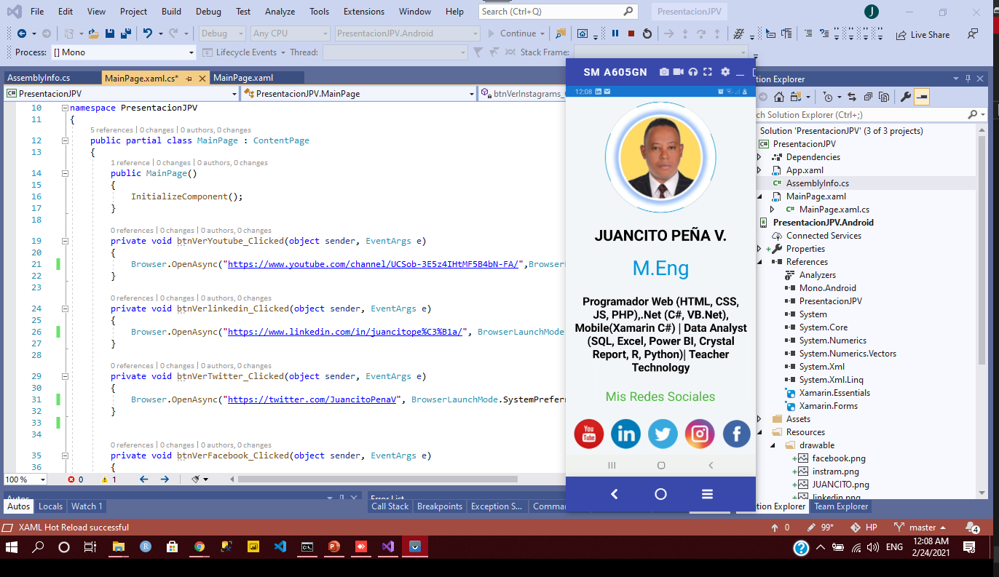 File Edit View Project Build Debug Test Analyze Tools Extensions Window Help Search (Ctrl+Q) PresentacionJPV J
Debug Any CPU PresentacionJPV.Android Continue Live Share
Process: [] Mono Lifecycle Events Thread: Stack Frame:
AssemblyInfo.cs MainPage.xaml.cs* MainPage.xaml
PresentacionJPV PresentacionJPV.MainPage btnVerInstagrams_
10 namespace PresentacionJPV
11 {
5 references | 0 changes | 0 authors, 0 changes
12 public partial class MainPage : ContentPage
13 {
1 reference | 0 changes | 0 authors, 0 changes
14 public MainPage()
15 {
16 InitializeComponent();
17 }
18
0 references | 0 changes | 0 authors, 0 changes
19 private void btnVerYoutube_Clicked(object sender, EventArgs e)
20 {
21 Browser.OpenAsync("https://www.youtube.com/channel/UCSob-3E5z4IHtMF5B4bN-FA/",Browser
22 }
23
0 references | 0 changes | 0 authors, 0 changes
24 private void btnVerlinkedin_Clicked(object sender, EventArgs e)
25 {
26 Browser.OpenAsync("https://www.linkedin.com/in/juancitope%C3%B1a/", BrowserLaunchMode
27 }
28
0 references | 0 changes | 0 authors, 0 changes
29 private void btnVerTwitter_Clicked(object sender, EventArgs e)
30 {
31 Browser.OpenAsync("https://twitter.com/JuancitoPenaV", BrowserLaunchMode.SystemPreferr
32 }
33
34
0 references | 0 changes | 0 authors, 0 changes
35 private void btnVerFacebook_Clicked(object sender, EventArgs e)
36 {
100 % 0 1
Autos Error List
Autos Locals Watch 1 Call Stack Breakpoints Exception S... Comman
SM A605GN
12:08
JUANCITO PEÑA V.
M.Eng
Programador Web (HTML, CSS,
JS, PHP),.Net (C#, VB.Net),
Mobile(Xamarin C#) | Data Analyst
(SQL, Excel, Power BI, Crystal
Report, R, Python)| Teacher
Technology
Mis Redes Sociales
You Tube in f
tion Explorer
ch Solution Explorer (Ctrl+;)
Solution 'PresentacionJPV' (3 of 3 projects)
PresentacionJPV
Dependencies
App.xaml
AssemblyInfo.cs
MainPage.xaml
MainPage.xaml.cs
PresentacionJPV.Android
Connected Services
Properties
References
Analyzers
Mono.Android
PresentacionJPV
System
System.Core
System.Numerics
System.Numerics.Vectors
System.Xml
System.Xml.Linq
Xamarin.Essentials
Xamarin.Forms
Assets
Resources
drawable
facebook.png
instram.png
JUANCITO.png
linkedin.png
tion Explorer Team Explorer
XAML Hot Reload successful 0 99* HP master 4
ENG 12:08 AM
2/24/2021